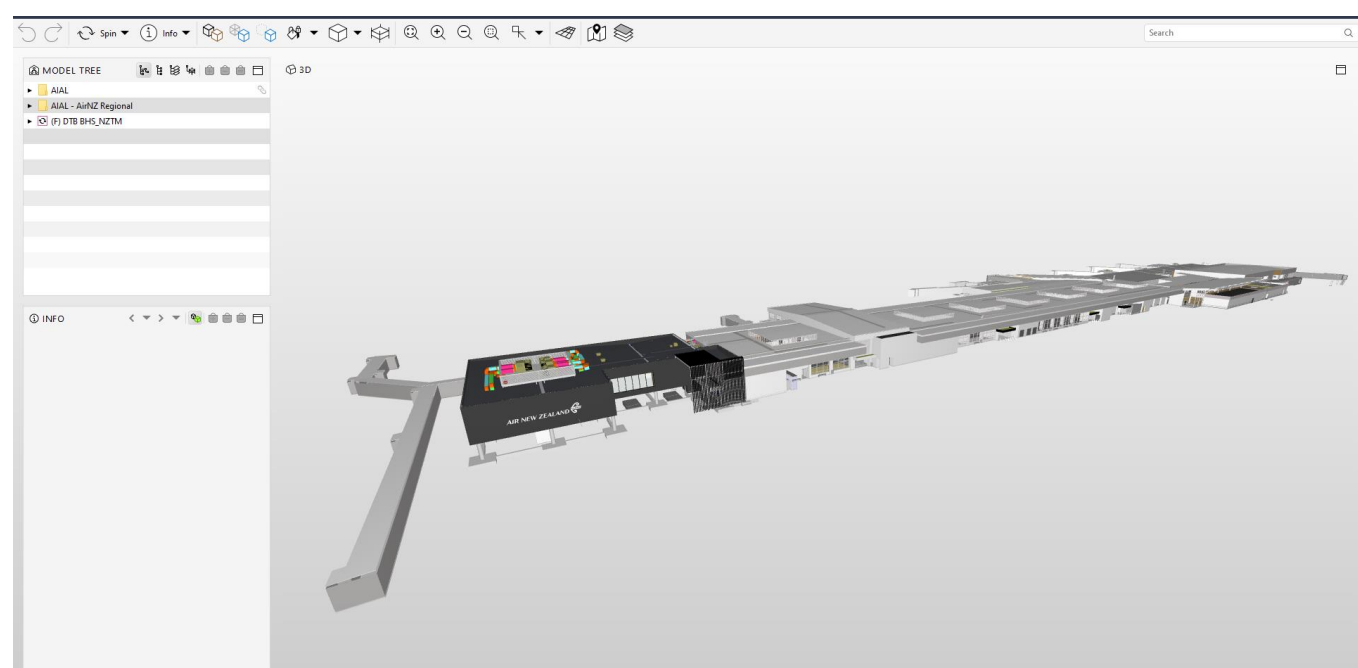 Spin Info Search
MODEL TREE
3D
AIAL
AIAL - AirNZ Regional
(F) DTB BHS_NZTM
INFO
AIR NEW ZEALAND